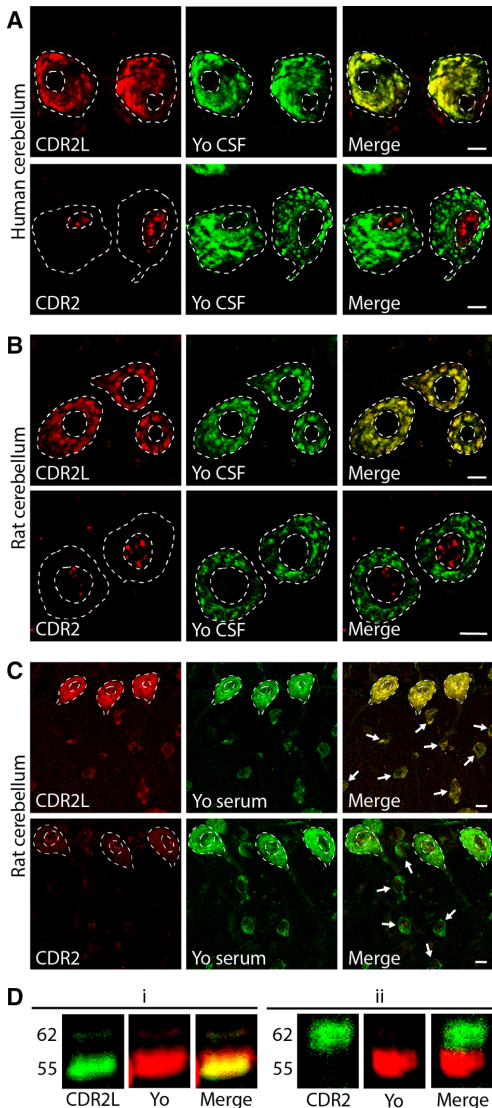 A
Human cerebellum
CDR2L
Yo CSF
Merge
CDR2
Yo CSF
Merge
B
Rat cerebellum
CDR2L
Yo CSF
Merge
CDR2
Yo CSF
Merge
C
Rat cerebellum
CDR2L
Yo serum
Merge
CDR2
Yo serum
Merge
D
i
ii
62
55
CDR2L
Yo
Merge
CDR2
Yo
Merge